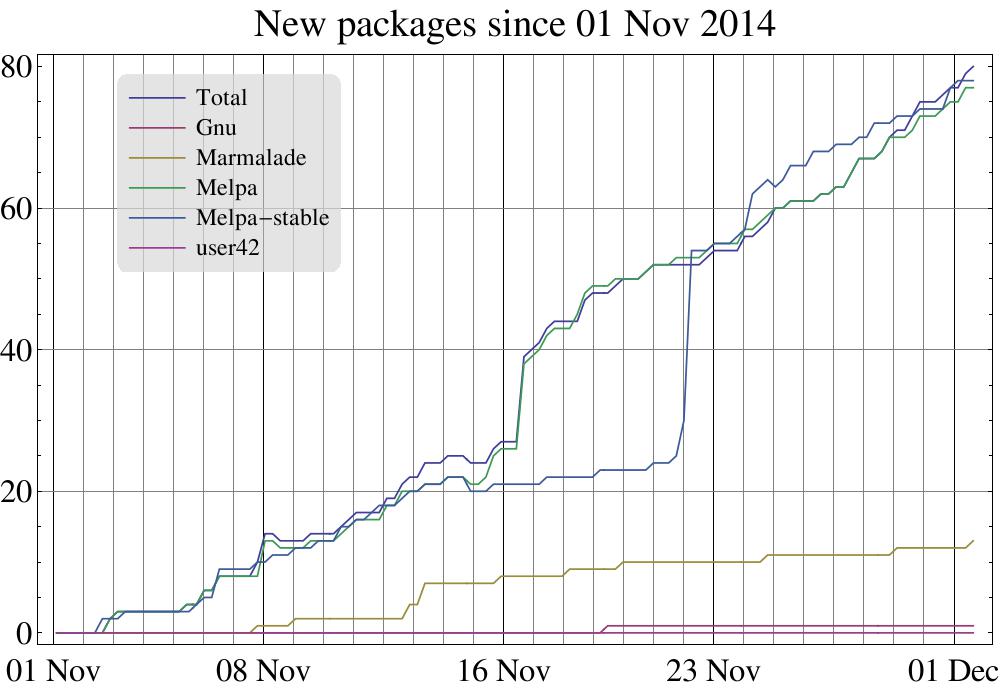 New packages since 01 Nov 2014
80
60
40
20
0
Total
Gnu
Marmalade
Melpa
Melpa−stable
user42
01 Nov 08 Nov 16 Nov 23 Nov 01 Dec